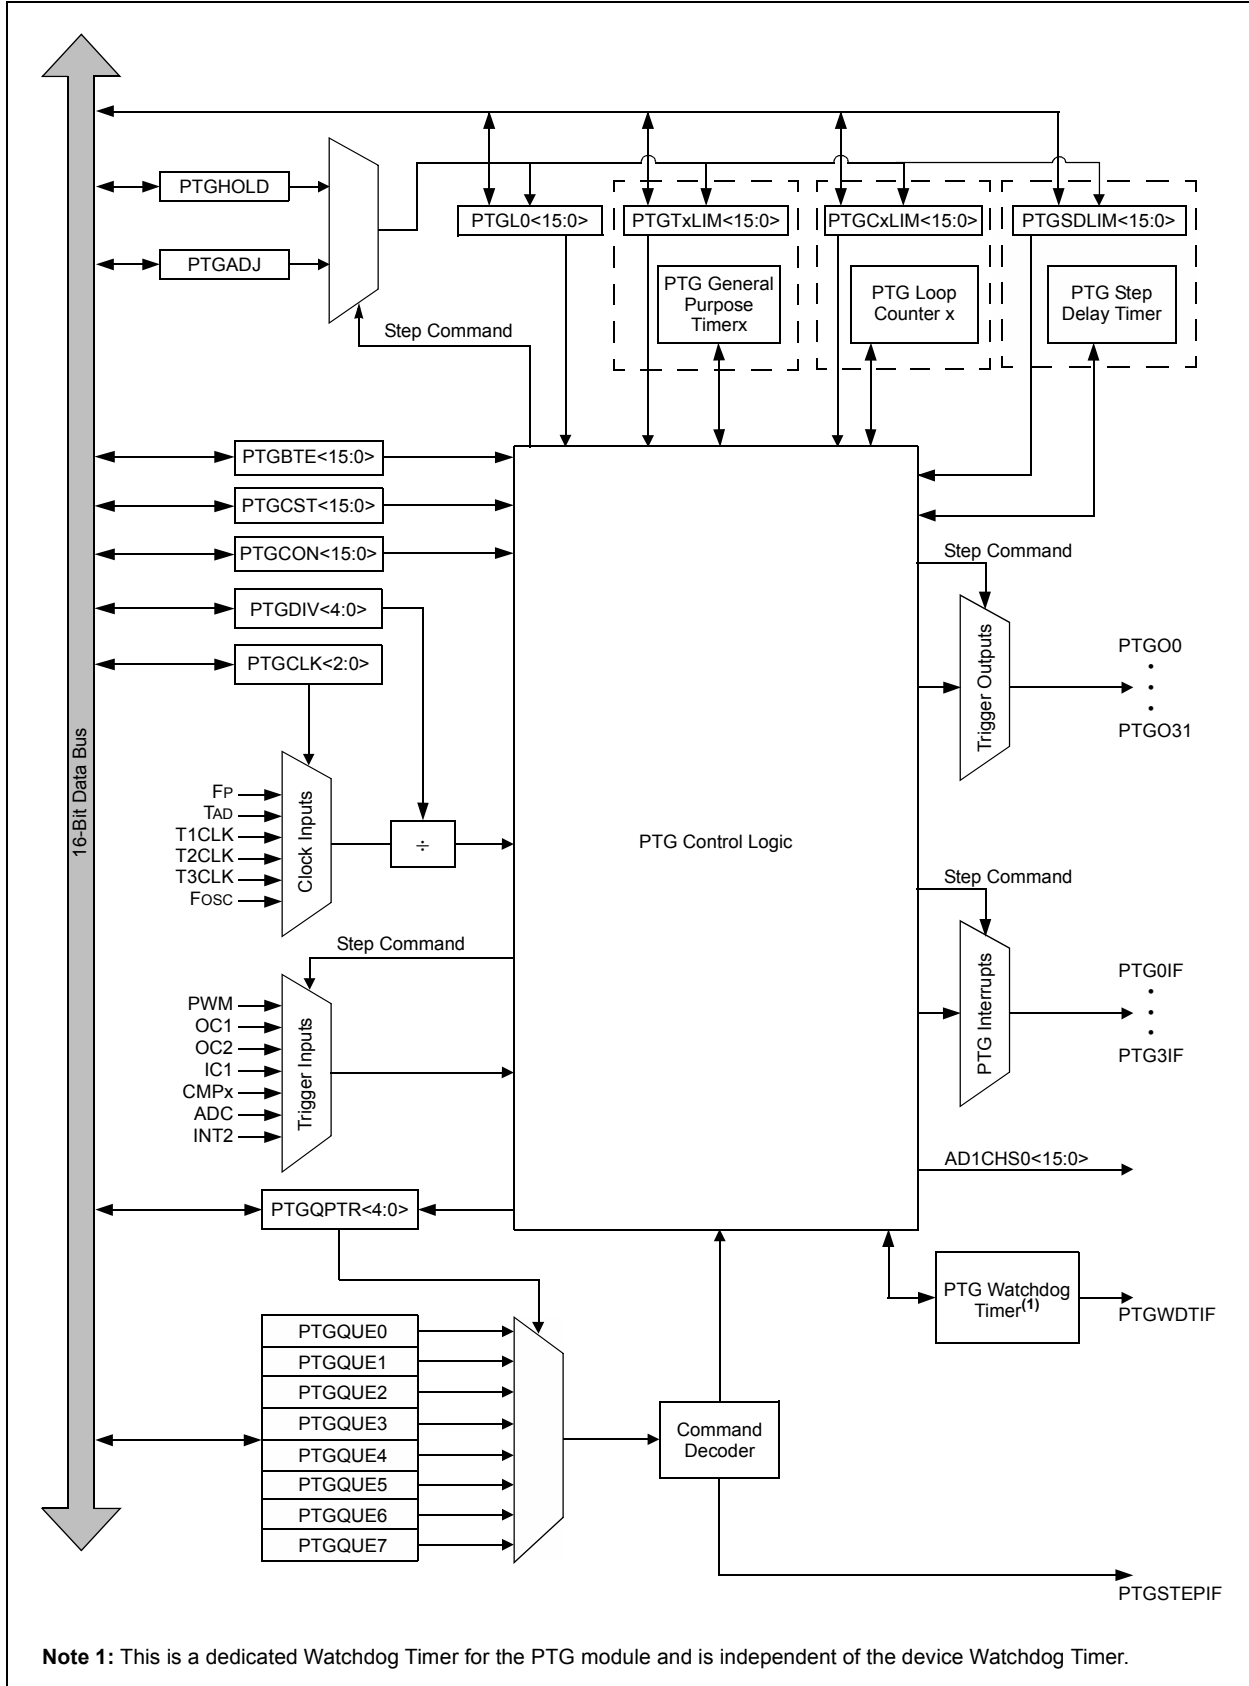 PTGHOLD
PTGADJ
PTGL0<15:0>
PTGTxLIM<15:0>
PTGCxLIM<15:0>
PTGSDLIM<15:0>
PTG General
Purpose
Timerx
PTG Loop
Counter x
PTG Step
Delay Timer
Step Command
16-Bit Data Bus
PTGBTE<15:0>
PTGCST<15:0>
PTGCON<15:0>
PTGDIV<4:0>
PTGCLK<2:0>
Step Command
Trigger Outputs
PTGO0
•
•
•
PTGO31
FP
TAD
T1CLK
T2CLK
T3CLK
FOSC
Clock Inputs
÷
PTG Control Logic
Step Command
PTG Interrupts
PTG0IF
•
•
•
PTG3IF
Step Command
PWM
OC1
OC2
IC1
CMPx
ADC
INT2
Trigger Inputs
AD1CHS0<15:0>
PTGQPTR<4:0>
PTG Watchdog
Timer(1)
PTGWDTIF
PTGQUE0
PTGQUE1
PTGQUE2
PTGQUE3
PTGQUE4
PTGQUE5
PTGQUE6
PTGQUE7
Command
Decoder
PTGSTEPIF
Note 1: This is a dedicated Watchdog Timer for the PTG module and is independent of the device Watchdog Timer.